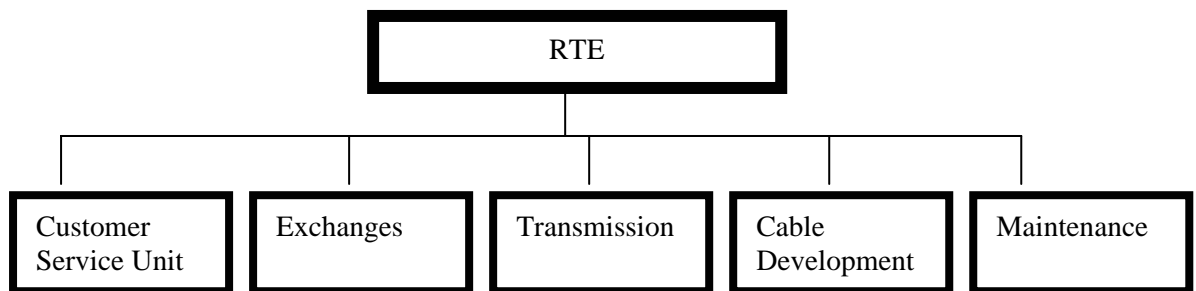 RTE
Customer
Service Unit
Exchanges
Transmission
Cable
Development
Maintenance